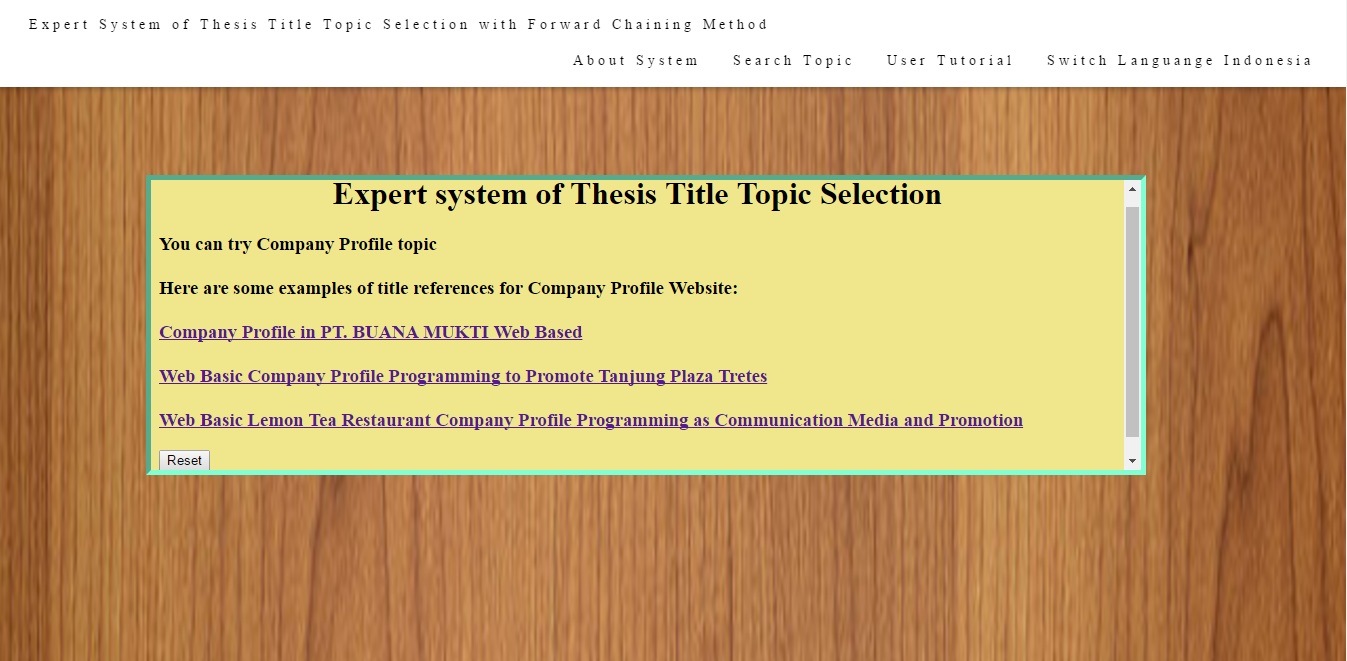 Expert System of Thesis Title Topic Selection with Forward Chaining Method
About System Search Topic User Tutorial Switch Languange Indonesia
Expert system of Thesis Title Topic Selection
You can try Company Profile topic
Here are some examples of title references for Company Profile Website:
Company Profile in PT. BUANA MUKTI Web Based
Web Basic Company Profile Programming to Promote Tanjung Plaza Tretes
Web Basic Lemon Tea Restaurant Company Profile Programming as Communication Media and Promotion
Reset